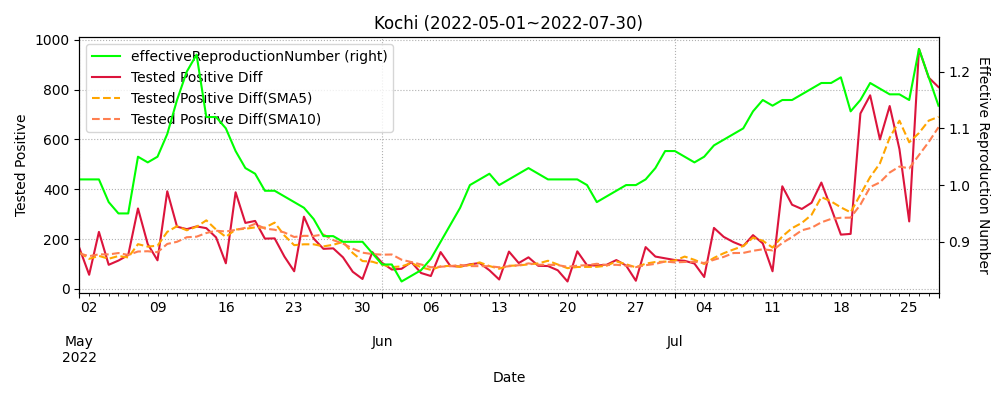 Kochi (2022-05-01~2022-07-30)
effectiveReproductionNumber (right)
Tested Positive Diff
Tested Positive Diff(SMA5)
Tested Positive Diff(SMA10)
Tested Positive
1000
800
600
400
200
0
Effective Reproduction Number
1.2
1.1
1.0
0.9
02 09 16 23 30 06 13 20 27 04 11 18 25
May Jun Jul
2022
Date